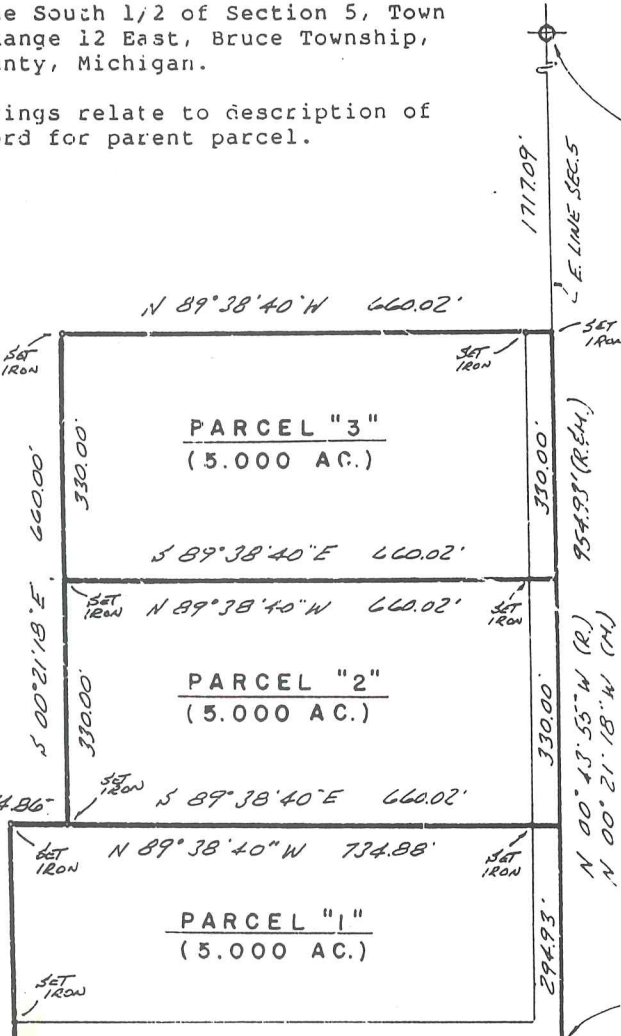 South 1/2 of Section 5, Town
ange 12 East, Bruce Township,
nty, Michigan.
ings relate to description of
rd for parent parcel.
1717.09'
E. LINE SEC. 5
N 89°38'40"W 660.02'
SET IRON
SET IRON
SET IRON
PARCEL "3"
(5.000 AC.)
330.00'
660.00'
330.00'
954.93' (R.&M.)
S 89°38'40"E 660.02'
SET IRON
N 89°38'40"W 660.02'
SET IRON
S 00°21'18"E
PARCEL "2"
(5.000 AC.)
330.00'
330.00'
N 00°43'55"W (R.)
N 00°21'18"W (M.)
SET IRON
S 89°38'40"E 660.02'
4.86'
SET IRON
N 89°38'40"W 734.88'
SET IRON
PARCEL "1"
(5.000 AC.)
294.93'
SET IRON